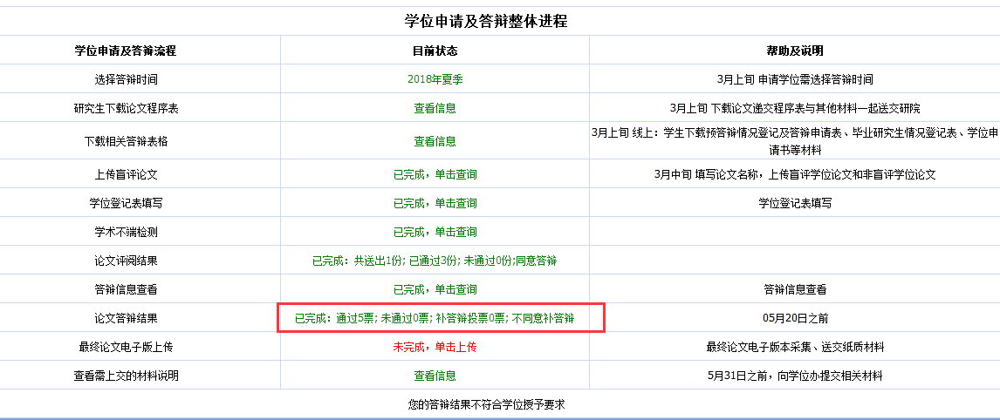 学位申请及答辩整体进程
学位申请及答辩流程 目前状态 帮助及说明
选择答辩时间 2018年夏季 3月上旬 申请学位需选择答辩时间
研究生下载论文程序表 查看信息 3月上旬 下载论文递交程序表与其他材料一起送交研院
下载相关答辩表格 查看信息 3月上旬 线上：学生下载预答辩情况登记及答辩申请表、毕业研究生情况登记表、学位申
请书等材料
上传盲评论文 已完成，单击查询 3月中旬 填写论文名称，上传盲评学位论文和非盲评学位论文
学位登记表填写 已完成，单击查询 学位登记表填写
学术不端检测 已完成，单击查询
论文评阅结果 已完成：共送出1份; 已通过3份; 未通过0份;同意答辩
答辩信息查看 已完成，单击查询 答辩信息查看
论文答辩结果 已完成：通过5票; 未通过0票; 补答辩投票0票; 不同意补答辩 05月20日之前
最终论文电子版上传 未完成，单击上传 最终论文电子版本采集、送交纸质材料
查看需上交的材料说明 查看信息 5月31日之前，向学位办提交相关材料
您的答辩结果不符合学位授予要求